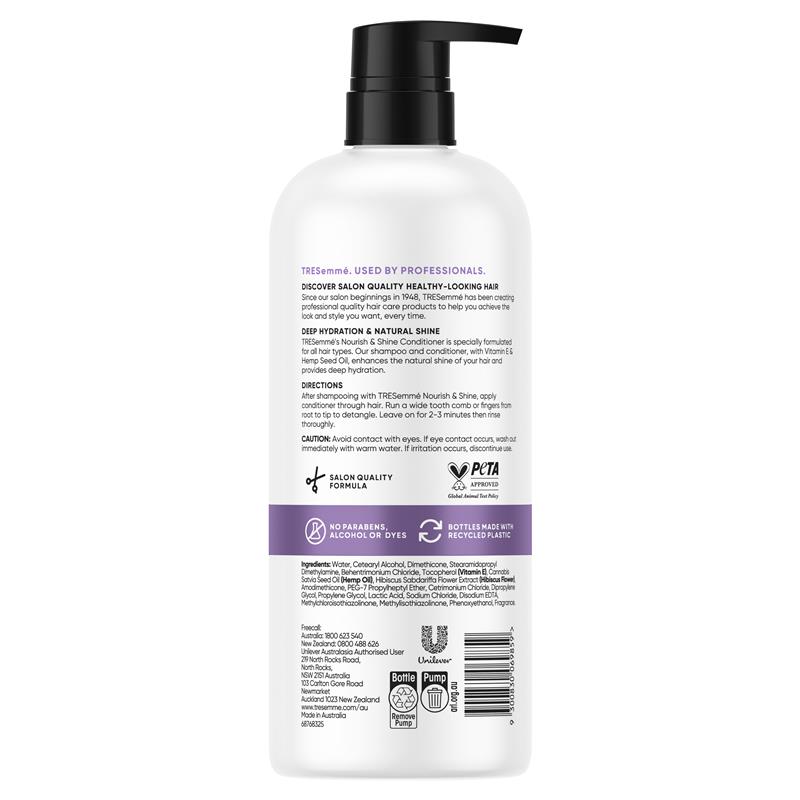 TRESemmé. USED BY PROFESSIONALS.
DISCOVER SALON QUALITY HEALTHY-LOOKING HAIR
Since our salon beginnings in 1948, TRESemmé has been creating
professional quality hair care products to help you achieve the
look and style you want, every time.
DEEP HYDRATION & NATURAL SHINE
TRESemmé's Nourish & Shine Conditioner is specially formulated
for all hair types. Our shampoo and conditioner, with Vitamin E &
Hemp Seed Oil, enhances the natural shine of your hair and
provides deep hydration.
DIRECTIONS
After shampooing with TRESemmé Nourish & Shine, apply
conditioner through hair. Run a wide tooth comb or fingers from
root to tip to detangle. Leave on for 2-3 minutes then rinse
thoroughly.
CAUTION: Avoid contact with eyes. If eye contact occurs, wash out
immediately with warm water. If irritation occurs, discontinue use.
SALON QUALITY
FORMULA
PETA
APPROVED
Global Animal Test Policy
NO PARABENS,
ALCOHOL OR DYES
BOTTLES MADE WITH
RECYCLED PLASTIC
Ingredients: Water, Cetearyl Alcohol, Dimethicone, Stearamidopropyl
Dimethylamine, Behentrimonium Chloride, Tocopherol (Vitamin E), Cannabis
Sativa Seed Oil (Hemp Oil), Hibiscus Sabdariffa Flower Extract (Hibiscus Flower),
Amodimethicone, PEG-7 Propylheptyl Ether, Cetrimonium Chloride, Dipropylene
Glycol, Propylene Glycol, Lactic Acid, Sodium Chloride, Disodium EDTA,
Methylchloroisothiazolinone, Methylisothiazolinone, Phenoxyethanol, Fragrance.
Freecall:
Australia: 1800 623 540
New Zealand: 0800 488 626
Unilever Australasia Authorised User
219 North Rocks Road,
North Rocks,
NSW 2151 Australia
103 Carlton Gore Road
Newmarket
Auckland 1023 New Zealand
www.tresemme.com/au
Made in Australia
68768325
Unilever
Bottle
Remove
Pump
Pump
arl.org.au
9 300830 069859 >